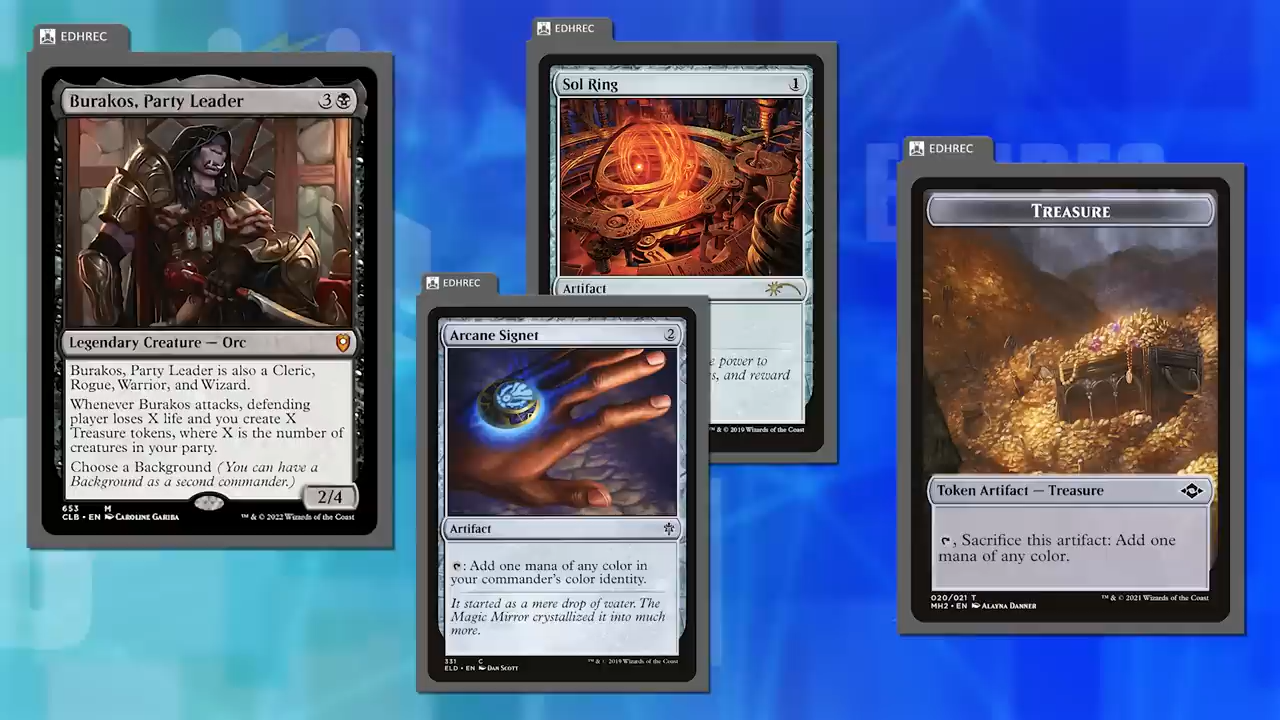 EDHREC
Burakos, Party Leader
3
Legendary Creature — Orc
Burakos, Party Leader is also a Cleric,
Rogue, Warrior, and Wizard.
Whenever Burakos attacks, defending
player loses X life and you create X
Treasure tokens, where X is the number of
creatures in your party.
Choose a Background (You can have a
Background as a second commander.)
2/4
653 M
CLB • EN CAROLINE GARIBA
™ & © 2022 Wizards of the Coast
EDHREC
Sol Ring
1
Artifact
e power to
s, and reward
™ & © 2019 Wizards of the Coast
EDHREC
Arcane Signet
2
Artifact
: Add one mana of any color in
your commander's color identity.
It started as a mere drop of water. The
Magic Mirror crystallized it into much
more.
331 C
ELD • EN DAN SCOTT
™ & © 2019 Wizards of the Coast
EDHREC
TREASURE
Token Artifact — Treasure
, Sacrifice this artifact: Add one
mana of any color.
020/021 T
MH2 • EN ALAYNA DANNER
™ & © 2021 Wizards of the Coast